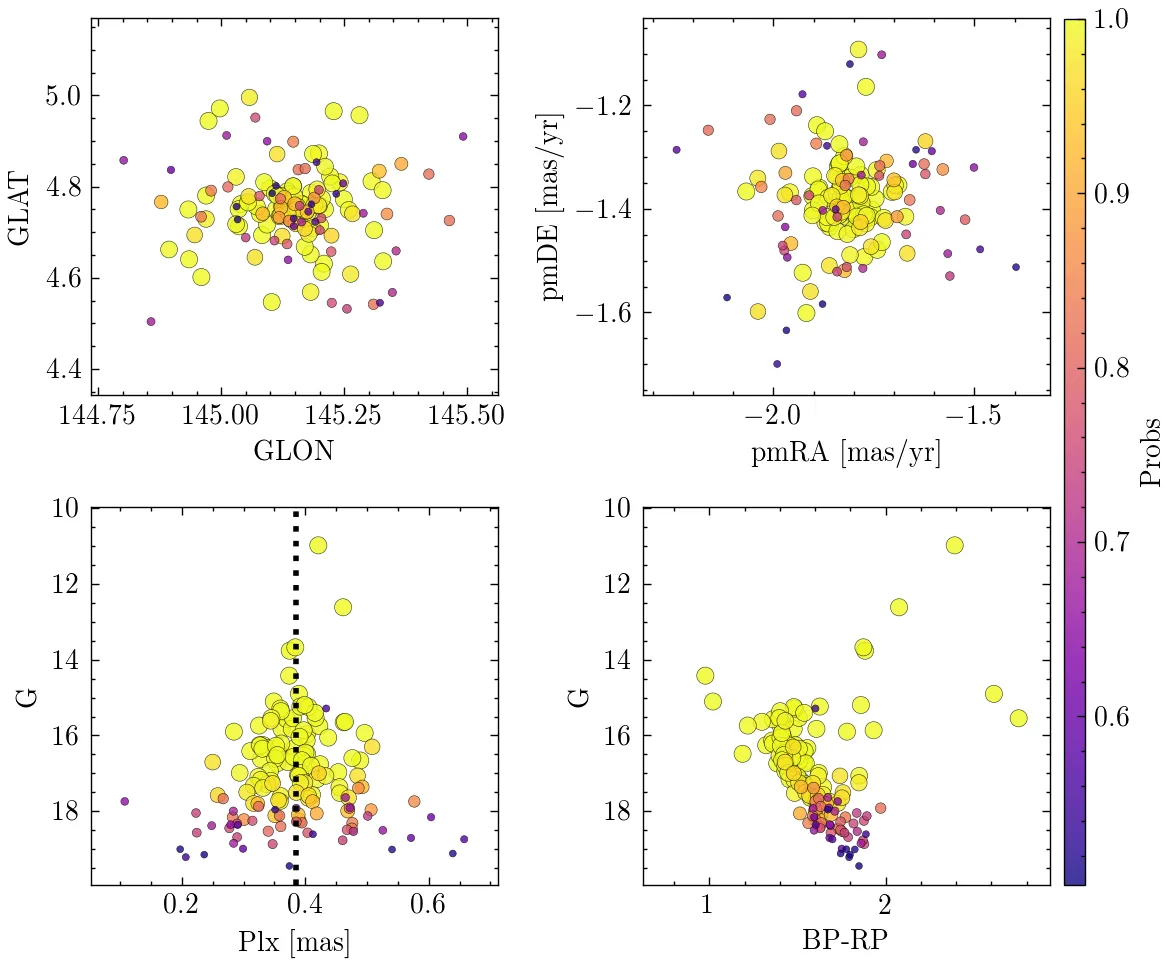 5.0
4.8
4.6
4.4
GLAT
144.75 145.00 145.25 145.50
GLON
−1.2
−1.4
−1.6
pmDE [mas/yr]
−2.0 −1.5
pmRA [mas/yr]
10
12
14
16
18
G
0.2 0.4 0.6
Plx [mas]
10
12
14
16
18
G
1 2
BP-RP
1.0
0.9
0.8
0.7
0.6
Probs